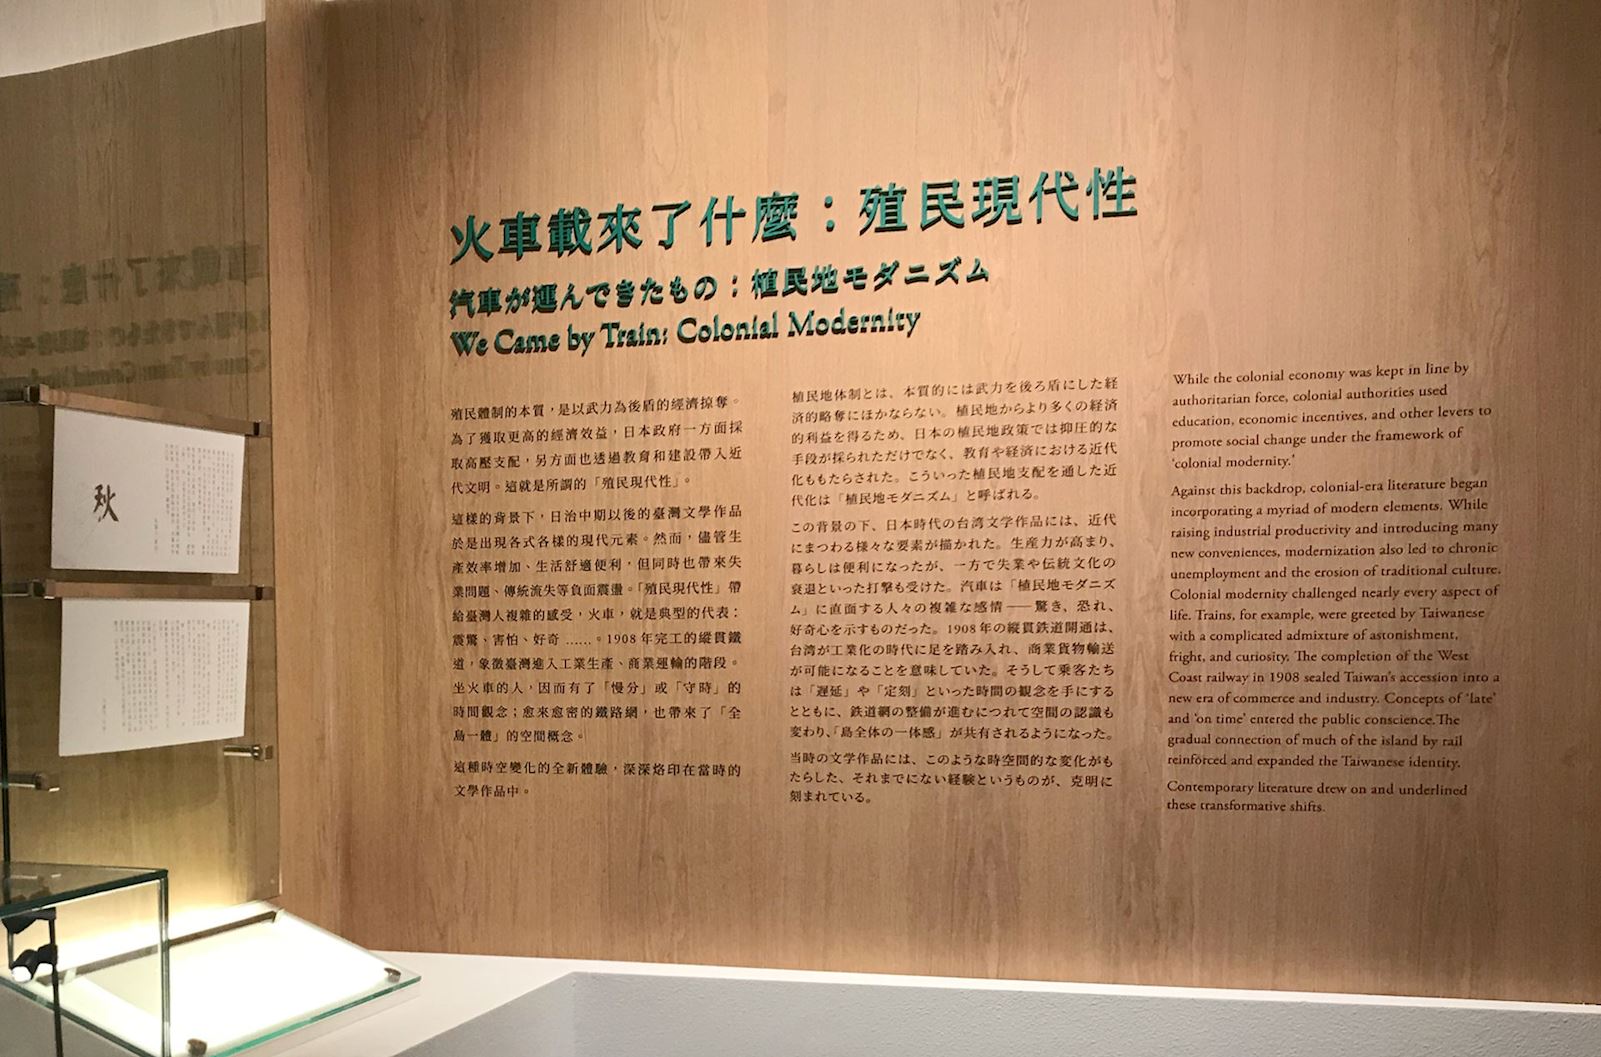 火車載來了什麼：殖民現代性
汽車が運んできたもの：植民地モダニズム
We Came by Train: Colonial Modernity
殖民體制的本質，是以武力為後盾的經濟掠奪。
為了獲取更高的經濟效益，日本政府一方面採
取高壓支配，另方面也透過教育和建設帶入近
代文明。這就是所謂的「殖民現代性」。
這樣的背景下，日治中期以後的臺灣文學作品
於是出現各式各樣的現代元素。然而，儘管生
產效率增加、生活舒適便利，但同時也帶來失
業問題、傳統流失等負面震盪。「殖民現代性」帶
給臺灣人複雜的感受，火車，就是典型的代表：
震驚、害怕、好奇……。1908 年完工的縱貫鐵
道，象徵臺灣進入工業生產、商業運輸的階段。
坐火車的人，因而有了「慢分」或「守時」的
時間觀念；愈來愈密的鐵路網，也帶來了「全
島一體」的空間概念。
這種時空變化的全新體驗，深深烙印在當時的
文學作品中。
植民地体制とは、本質的には武力を後ろ盾にした経
済的略奪にほかならない。植民地からより多くの経済
的利益を得るため、日本の植民地政策では抑圧的な
手段が採られただけでなく、教育や経済における近代
化ももたらされた。こういった植民地支配を通した近
代化は「植民地モダニズム」と呼ばれる。
この背景の下、日本時代の台湾文学作品には、近代
にまつわる様々な要素が描かれた。生産力が高まり、
暮らしは便利になったが、一方で失業や伝統文化の
衰退といった打撃も受けた。汽車は「植民地モダニズ
ム」に直面する人々の複雑な感情――驚き、恐れ、
好奇心を示すものだった。1908年の縦貫鉄道開通は、
台湾が工業化の時代に足を踏み入れ、商業貨物輸送
が可能になることを意味していた。そうして乗客たち
は「遅延」や「定刻」といった時間の観念を手にする
とともに、鉄道網の整備が進むにつれて空間の認識も
変わり、「島全体の一体感」が共有されるようになった。
当時の文学作品には、このような時空間的な変化がも
たらした、それまでにない経験というものが、克明に
刻まれている。
While the colonial economy was kept in line by
authoritarian force, colonial authorities used
education, economic incentives, and other levers to
promote social change under the framework of
‘colonial modernity.’
Against this backdrop, colonial-era literature began
incorporating a myriad of modern elements. While
raising industrial productivity and introducing many
new conveniences, modernization also led to chronic
unemployment and the erosion of traditional culture.
Colonial modernity challenged nearly every aspect of
life. Trains, for example, were greeted by Taiwanese
with a complicated admixture of astonishment,
fright, and curiosity. The completion of the West
Coast railway in 1908 sealed Taiwan’s accession into a
new era of commerce and industry. Concepts of ‘late’
and ‘on time’ entered the public conscience. The
gradual connection of much of the island by rail
reinforced and expanded the Taiwanese identity.
Contemporary literature drew on and underlined
these transformative shifts.
秋